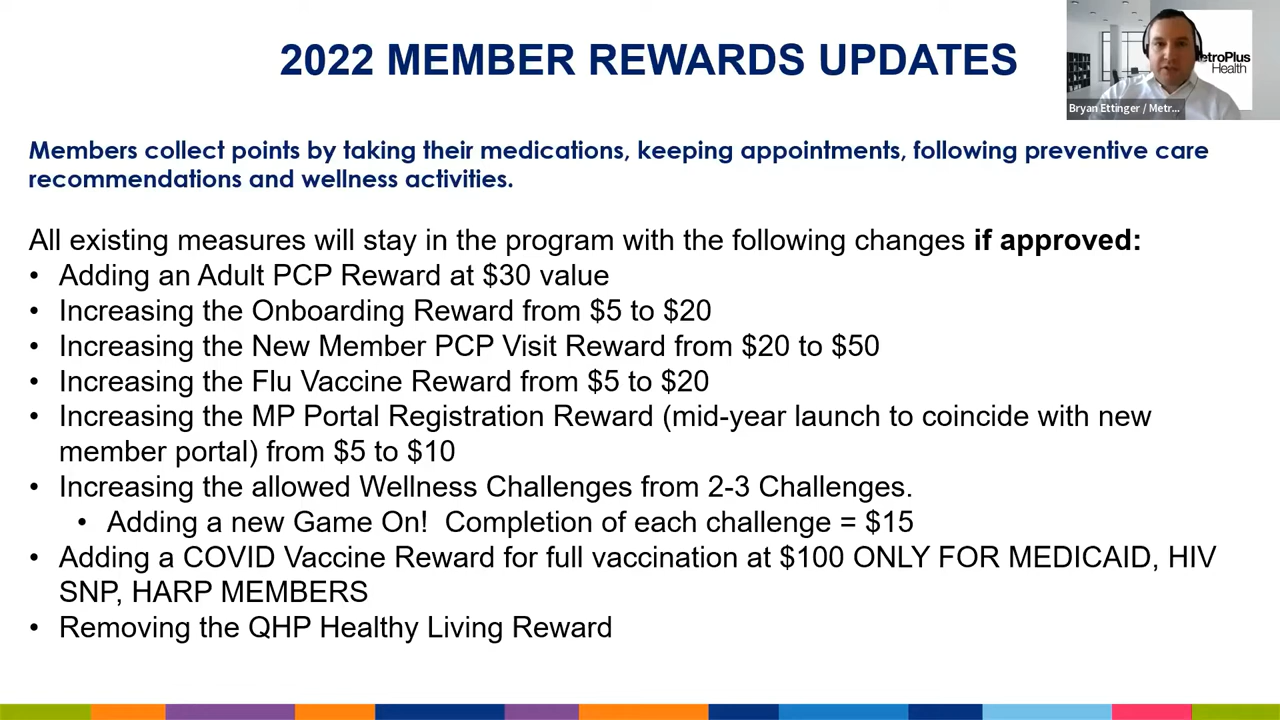 2022 MEMBER REWARDS UPDATES
etroPlus
Health
Bryan Ettinger / Metr...
Members collect points by taking their medications, keeping appointments, following preventive care
recommendations and wellness activities.
All existing measures will stay in the program with the following changes if approved:
• Adding an Adult PCP Reward at $30 value
• Increasing the Onboarding Reward from $5 to $20
• Increasing the New Member PCP Visit Reward from $20 to $50
• Increasing the Flu Vaccine Reward from $5 to $20
• Increasing the MP Portal Registration Reward (mid-year launch to coincide with new
member portal) from $5 to $10
• Increasing the allowed Wellness Challenges from 2-3 Challenges.
• Adding a new Game On!  Completion of each challenge = $15
• Adding a COVID Vaccine Reward for full vaccination at $100 ONLY FOR MEDICAID, HIV
SNP, HARP MEMBERS
• Removing the QHP Healthy Living Reward